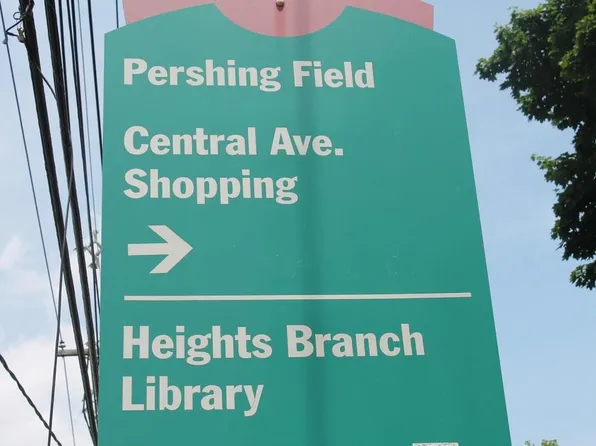 Pershing Field
Central Ave.
Shopping
Heights Branch
Library